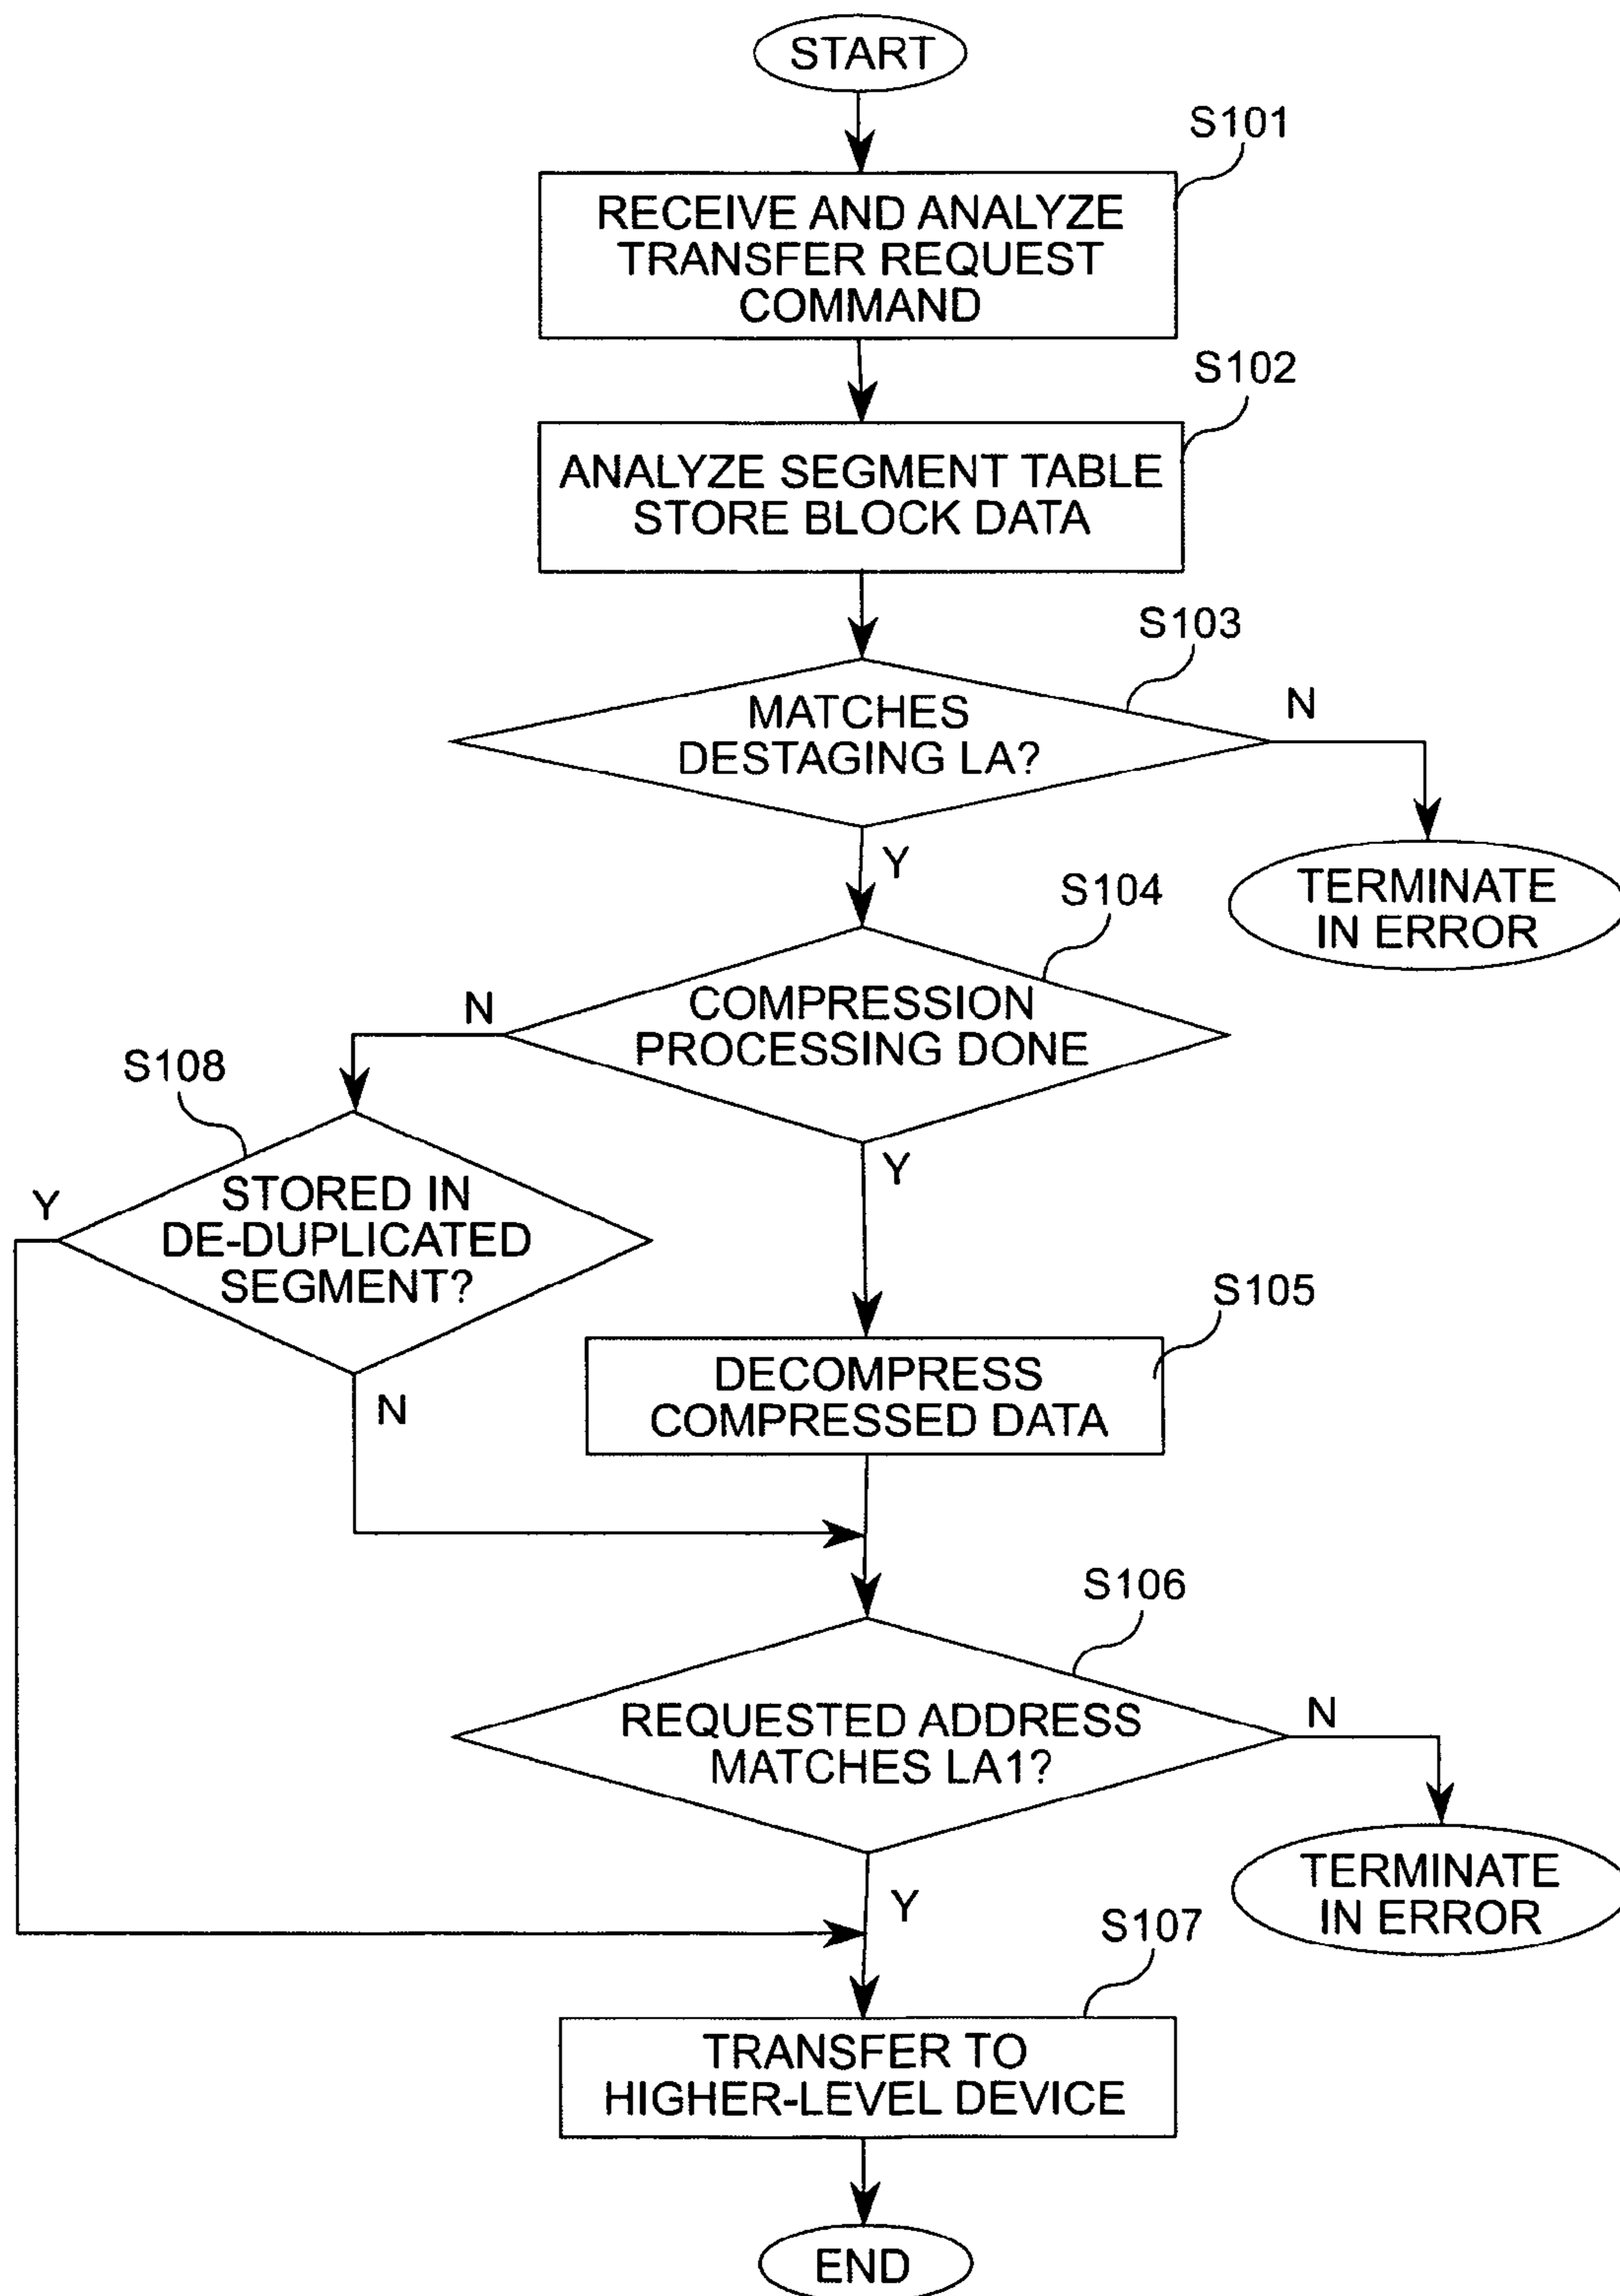 START
S101
RECEIVE AND ANALYZE
TRANSFER REQUEST
COMMAND
S102
ANALYZE SEGMENT TABLE
STORE BLOCK DATA
S103
MATCHES
DESTAGING LA?
N
Y
TERMINATE
IN ERROR
S104
COMPRESSION
PROCESSING DONE
N
Y
S108
STORED IN
DE-DUPLICATED
SEGMENT?
Y
N
S105
DECOMPRESS
COMPRESSED DATA
S106
REQUESTED ADDRESS
MATCHES LA1?
N
Y
TERMINATE
IN ERROR
S107
TRANSFER TO
HIGHER-LEVEL DEVICE
END